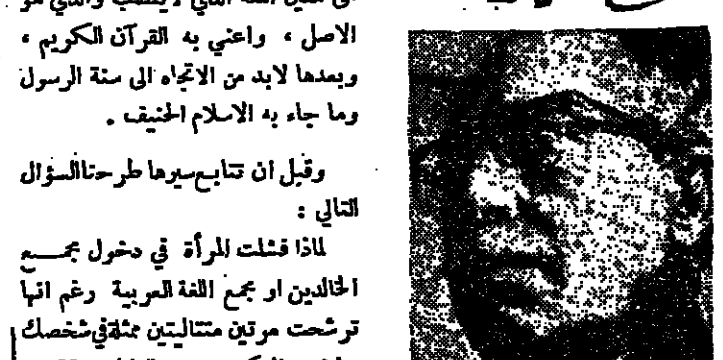 الاصل ، واعني به القرآن الكريم ،
وبعدها لابد من الاتجاه الى سنة الرسول
وما جاء به الاسلام الحنيف .
وقبل ان تتابع سيرها طرحنا السؤال
التالي :
لماذا فشلت المرأة في دخول مجمع
الخالدين او مجمع اللغة العربية رغم انها
ترشحت مرتين متتاليتين ممثلة في شخصك